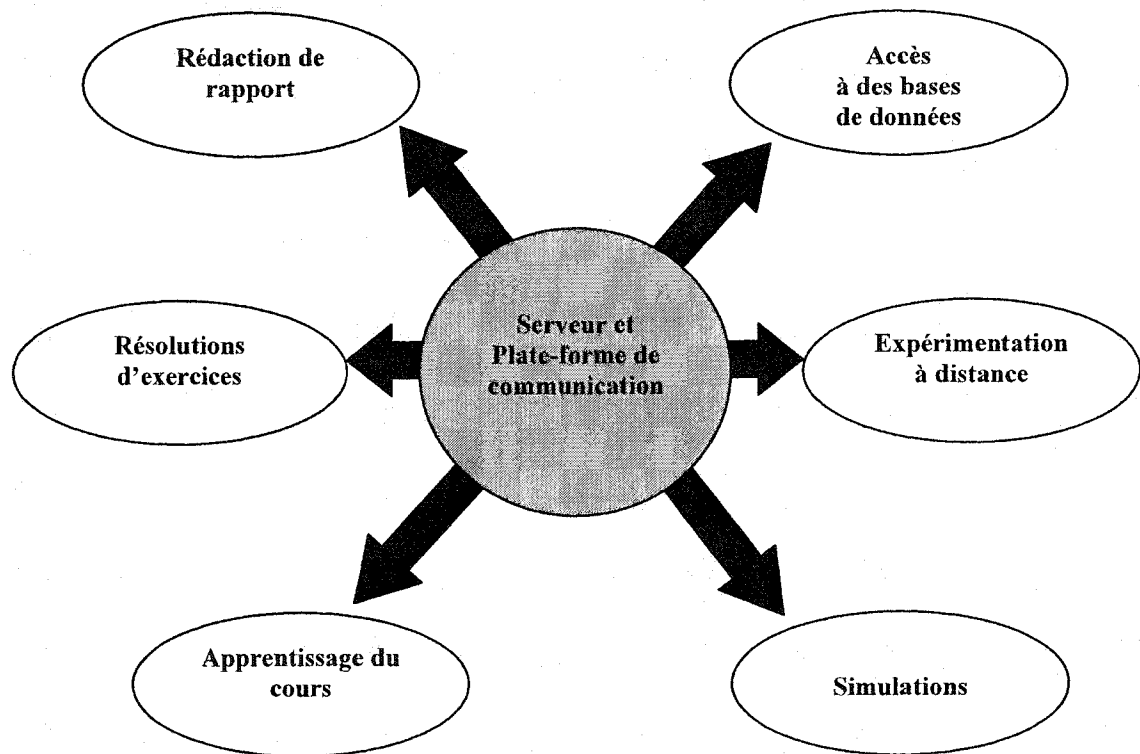 Rédaction de
rapport
Accès
à des bases
de données
Serveur et
Plate-forme de
communication
Résolutions
d'exercices
Expérimentation
à distance
Apprentissage du
cours
Simulations